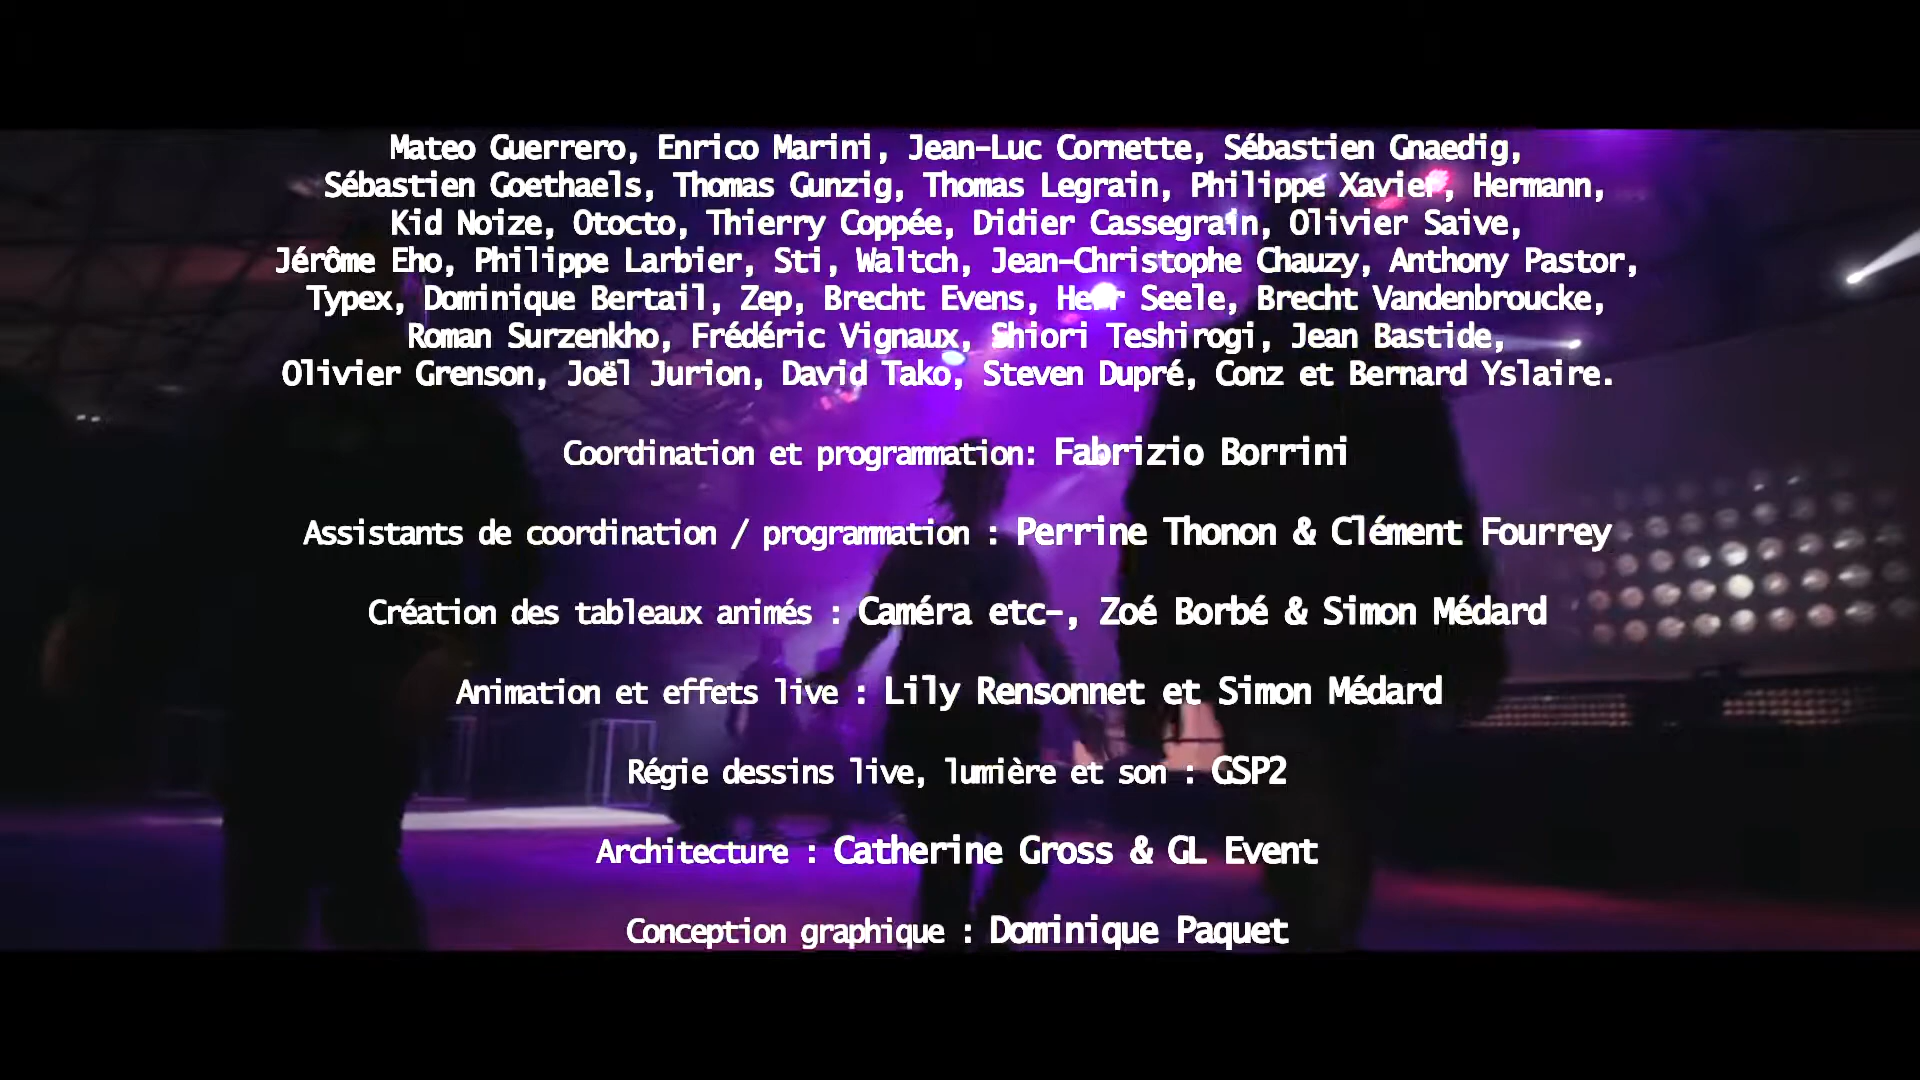 Mateo Guerrero, Enrico Marini, Jean-Luc Cornette, Sébastien Gnaedig,
Sébastien Goethaels, Thomas Gunzig, Thomas Legrain, Philippe Xavier, Hermann,
Kid Noize, Otocto, Thierry Coppée, Didier Cassegrain, Olivier Saive,
Jérôme Eho, Philippe Larbier, Sti, Waltch, Jean-Christophe Chauzy, Anthony Pastor,
Typex, Dominique Bertail, Zep, Brecht Evens, Herr Seele, Brecht Vandenbroucke,
Roman Surzenkho, Frédéric Vignaux, Shiori Teshirogi, Jean Bastide,
Olivier Grenson, Joël Jurion, David Tako, Steven Dupré, Conz et Bernard Yslaire.
Coordination et programmation: Fabrizio Borrini
Assistants de coordination / programmation : Perrine Thonon & Clément Fourrey
Création des tableaux animés : Caméra etc-, Zoé Borbé & Simon Médard
Animation et effets live : Lily Rensonnet et Simon Médard
Régie dessins live, lumière et son : GSP2
Architecture : Catherine Gross & GL Event
Conception graphique : Dominique Paquet